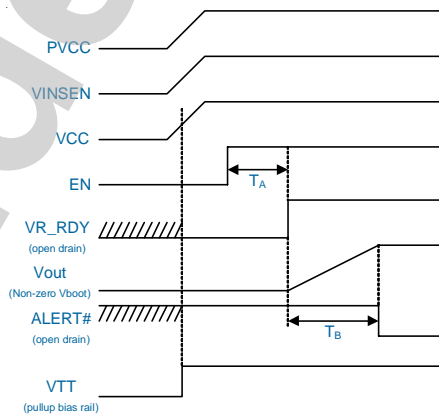 PVCC
VINSEN
VCC
EN
TA
VR_RDY
(open drain)
Vout
(Non-zero Vboot)
ALERT#
(open drain)
TB
VTT
(pullup bias rail)